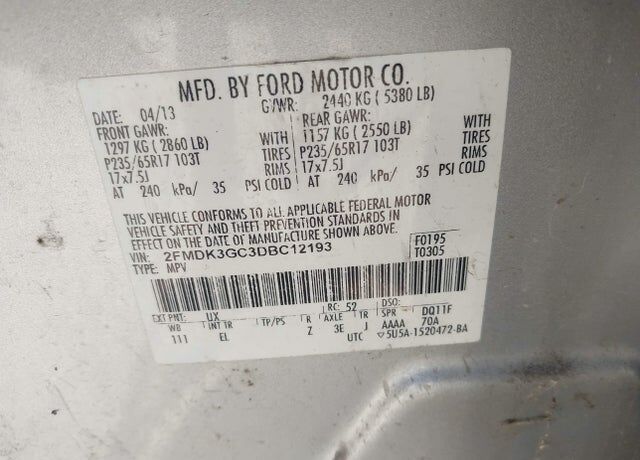 MFD. BY FORD MOTOR CO.
DATE: 04/13 GVWR: 2440 KG ( 5380 LB)
FRONT GAWR: REAR GAWR:
1297 KG ( 2860 LB) WITH 1157 KG ( 2550 LB) WITH
P235/65R17 103T TIRES P235/65R17 103T TIRES
17x7.5J RIMS 17x7.5J RIMS
AT 240 kPa/ 35 PSI COLD AT 240 kPa/ 35 PSI COLD
THIS VEHICLE CONFORMS TO ALL APPLICABLE FEDERAL MOTOR
VEHICLE SAFETY AND THEFT PREVENTION STANDARDS IN
EFFECT ON THE DATE OF MANUFACTURE SHOWN ABOVE.
VIN: 2FMDK3GC3DBC12193 F0195
TYPE: MPV T0305
EXT PNT: UX RC: 52 DSO:
WB INT TR TP/PS R AXLE TR SPR DQ11F
111 EL Z 3E J AAAA 70A
UTC ▽5U5A-1520472-BA